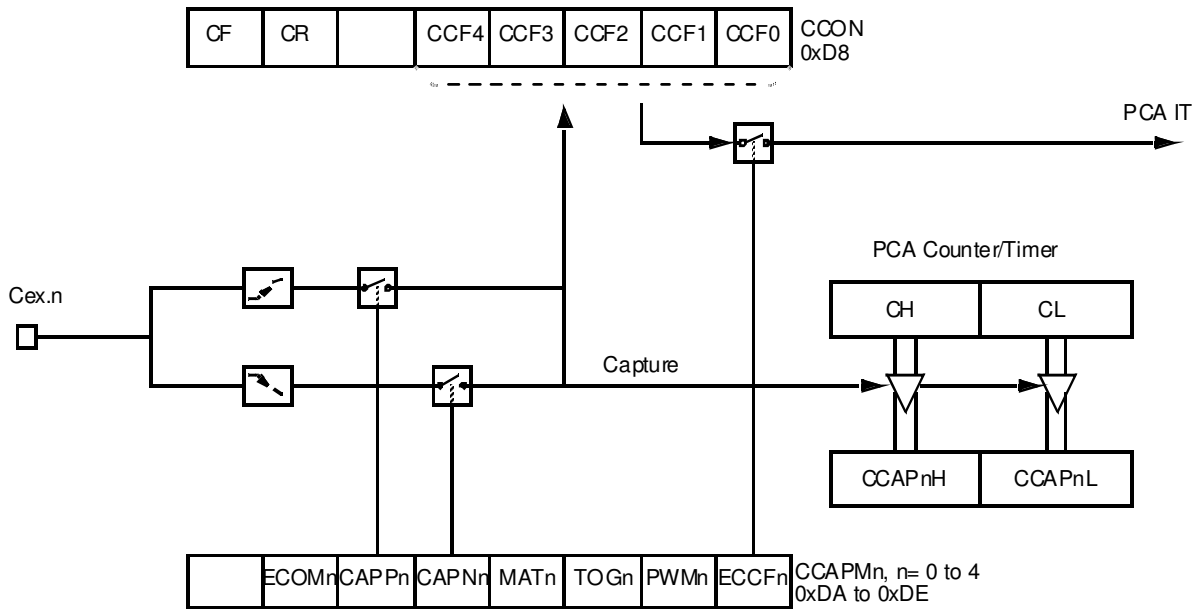 CF CR CCF4 CCF3 CCF2 CCF1 CCF0 CCON
0xD8
PCA IT
PCA Counter/Timer
Cex.n
CH CL
Capture
CCAPnH CCAPnL
ECOMn CAPPn CAPNn MATn TOGn PWMn ECCFn CCAPMn, n= 0 to 4
0xDA to 0xDE